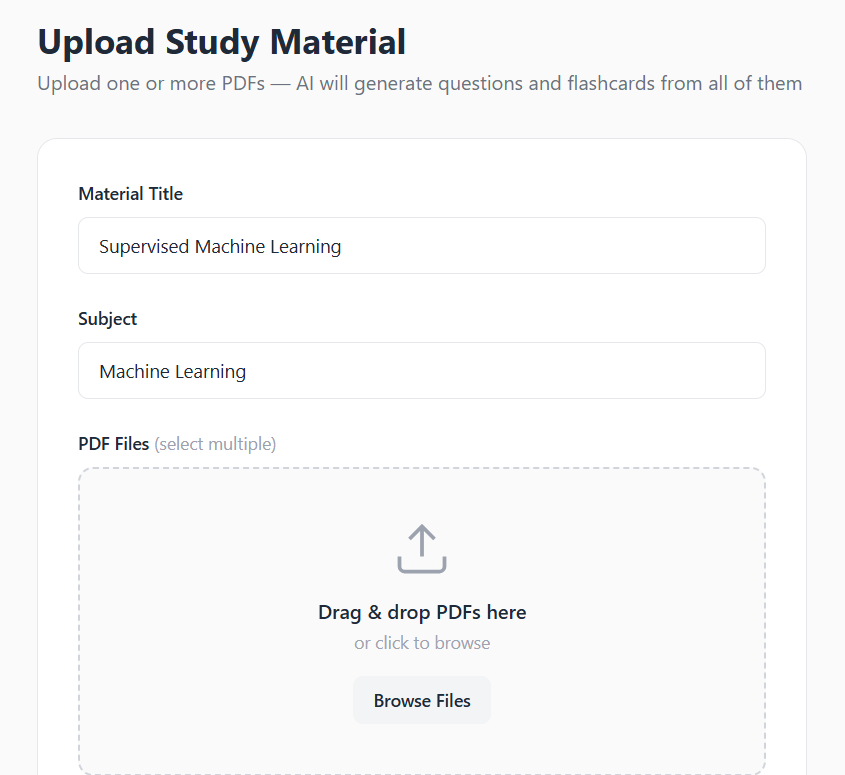 Upload Study Material
Upload one or more PDFs — AI will generate questions and flashcards from all of them
Material Title
Supervised Machine Learning
Subject
Machine Learning
PDF Files (select multiple)
Drag & drop PDFs here
or click to browse
Browse Files